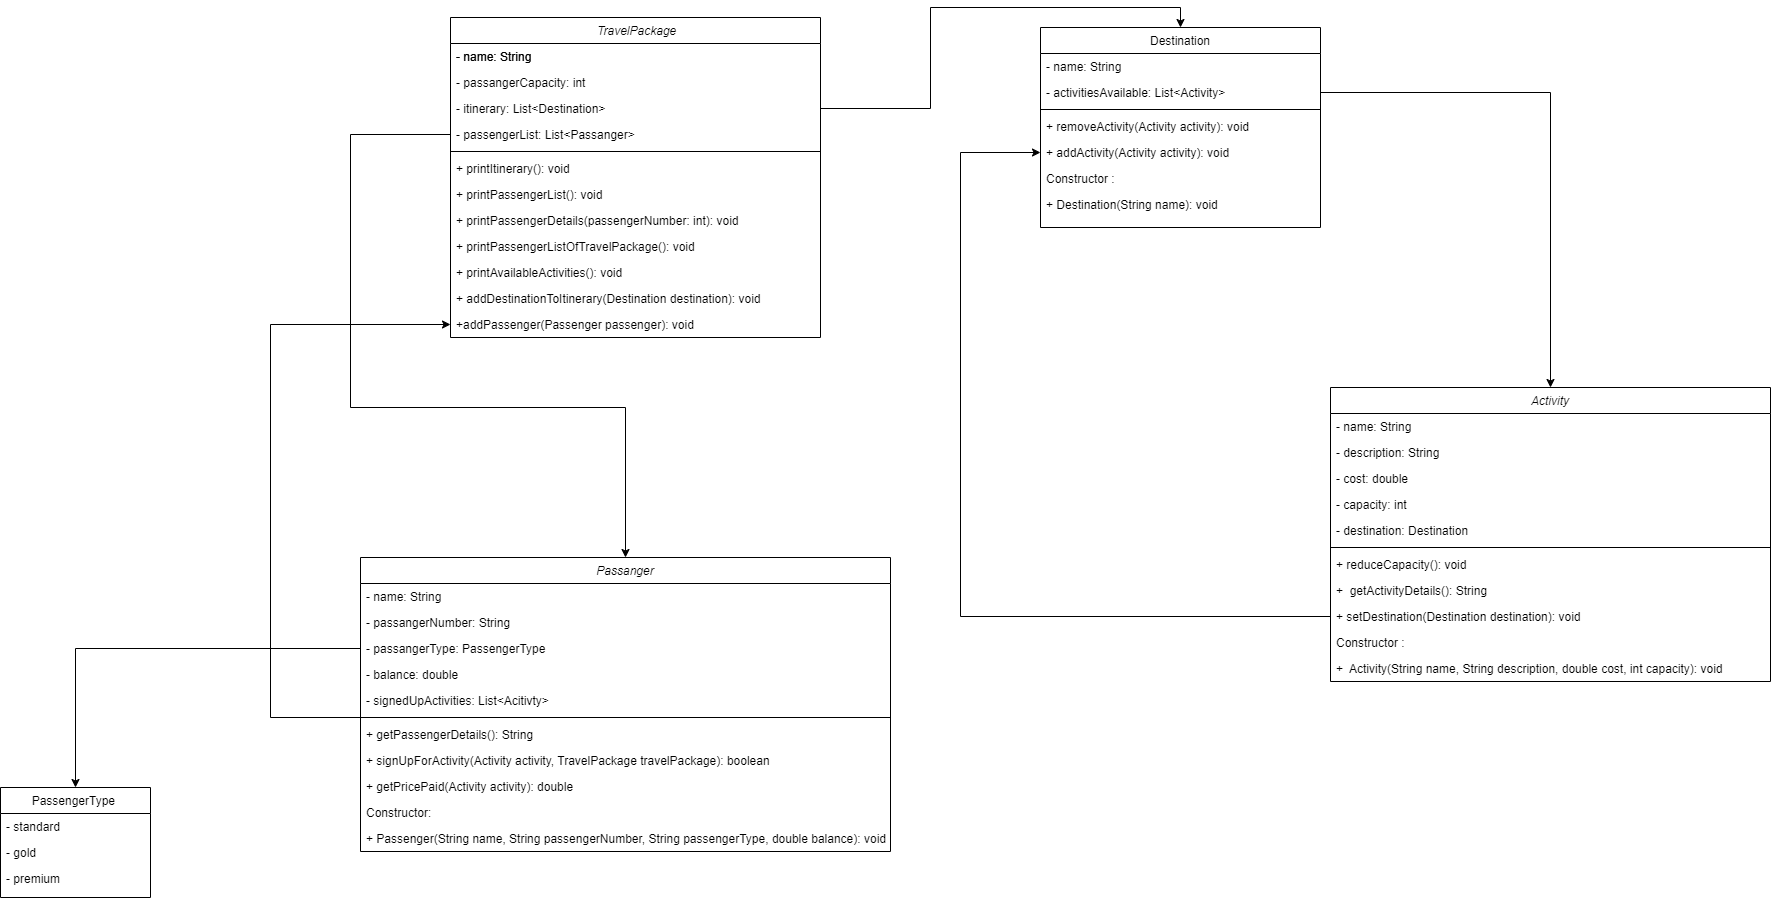 TravelPackage
- name: String
- passangerCapacity: int
- itinerary: List<Destination>
- passengerList: List<Passanger>
+ printItinerary(): void
+ printPassengerList(): void
+ printPassengerDetails(passengerNumber: int): void
+ printPassengerListOfTravelPackage(): void
+ printAvailableActivities(): void
+ addDestinationToItinerary(Destination destination): void
+addPassenger(Passenger passenger): void
Destination
- name: String
- activitiesAvailable: List<Activity>
+ removeActivity(Activity activity): void
+ addActivity(Activity activity): void
Constructor :
+ Destination(String name): void
Activity
- name: String
- description: String
- cost: double
- capacity: int
- destination: Destination
+ reduceCapacity(): void
+  getActivityDetails(): String
+ setDestination(Destination destination): void
Constructor :
+  Activity(String name, String description, double cost, int capacity): void
Passanger
- name: String
- passangerNumber: String
- passangerType: PassengerType
- balance: double
- signedUpActivities: List<Acitivty>
+ getPassengerDetails(): String
+ signUpForActivity(Activity activity, TravelPackage travelPackage): boolean
+ getPricePaid(Activity activity): double
Constructor:
+ Passenger(String name, String passengerNumber, String passengerType, double balance): void
PassengerType
- standard
- gold
- premium